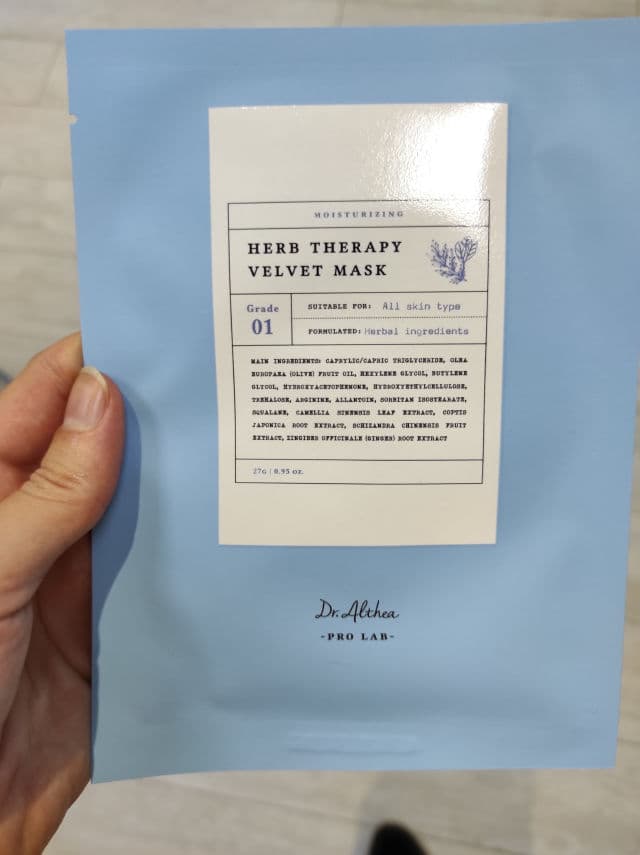 MOISTURIZING
HERB THERAPY
VELVET MASK
Grade
01
SUITABLE FOR: All skin type
FORMULATED: Herbal ingredients
MAIN INGREDIENTS: CAPRYLIC/CAPRIC TRIGLYCERIDE, OLEA
EUROPAEA (OLIVE) FRUIT OIL, HEXYLENE GLYCOL, BUTYLENE
GLYCOL, HYDROXYACETOPHENONE, HYDROXYETHYLCELLULOSE,
TREHALOSE, ARGININE, ALLANTOIN, SORBITAN ISOSTEARATE,
SQUALANE, CAMELLIA SINENSIS LEAF EXTRACT, COPTIS
JAPONICA ROOT EXTRACT, SCHIZANDRA CHINENSIS FRUIT
EXTRACT, ZINGIBER OFFICINALE (GINGER) ROOT EXTRACT
27G | 0.95 oz.
Dr.Althea
-PRO LAB-